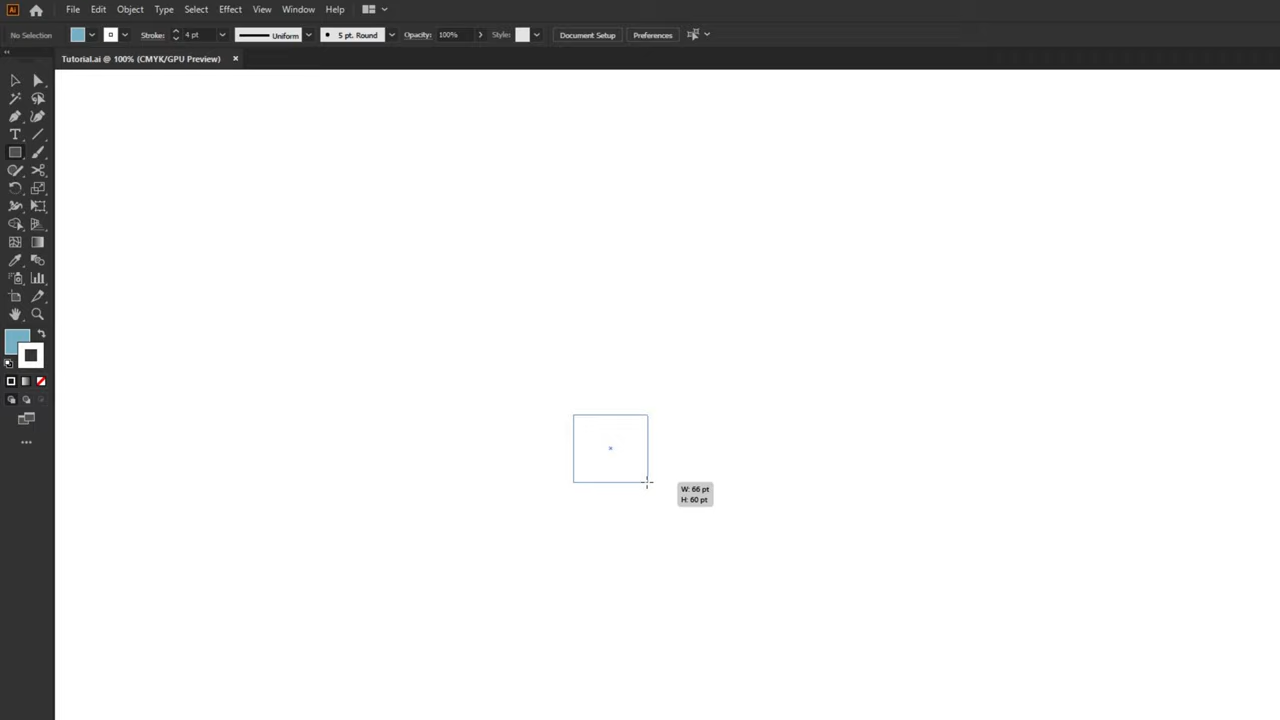 Ai File Edit Object Type Select Effect View Window Help
No Selection Stroke: 4 pt Uniform 5 pt. Round Opacity: 100% Style: Document Setup Preferences
Tutorial.ai @ 100% (CMYK/GPU Preview)
T
W: 66 pt
H: 60 pt